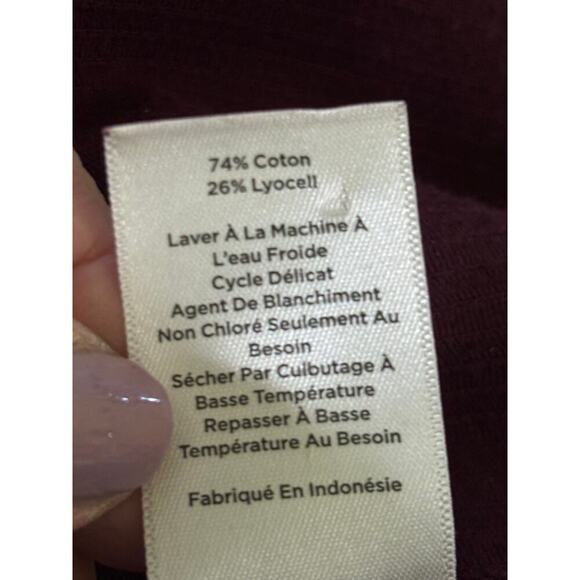 74% Coton
26% Lyocell
Laver À La Machine À
L'eau Froide
Cycle Délicat
Agent De Blanchiment
Non Chloré Seulement Au
Besoin
Sécher Par Culbutage À
Basse Température
Repasser À Basse
Température Au Besoin
Fabriqué En Indonésie